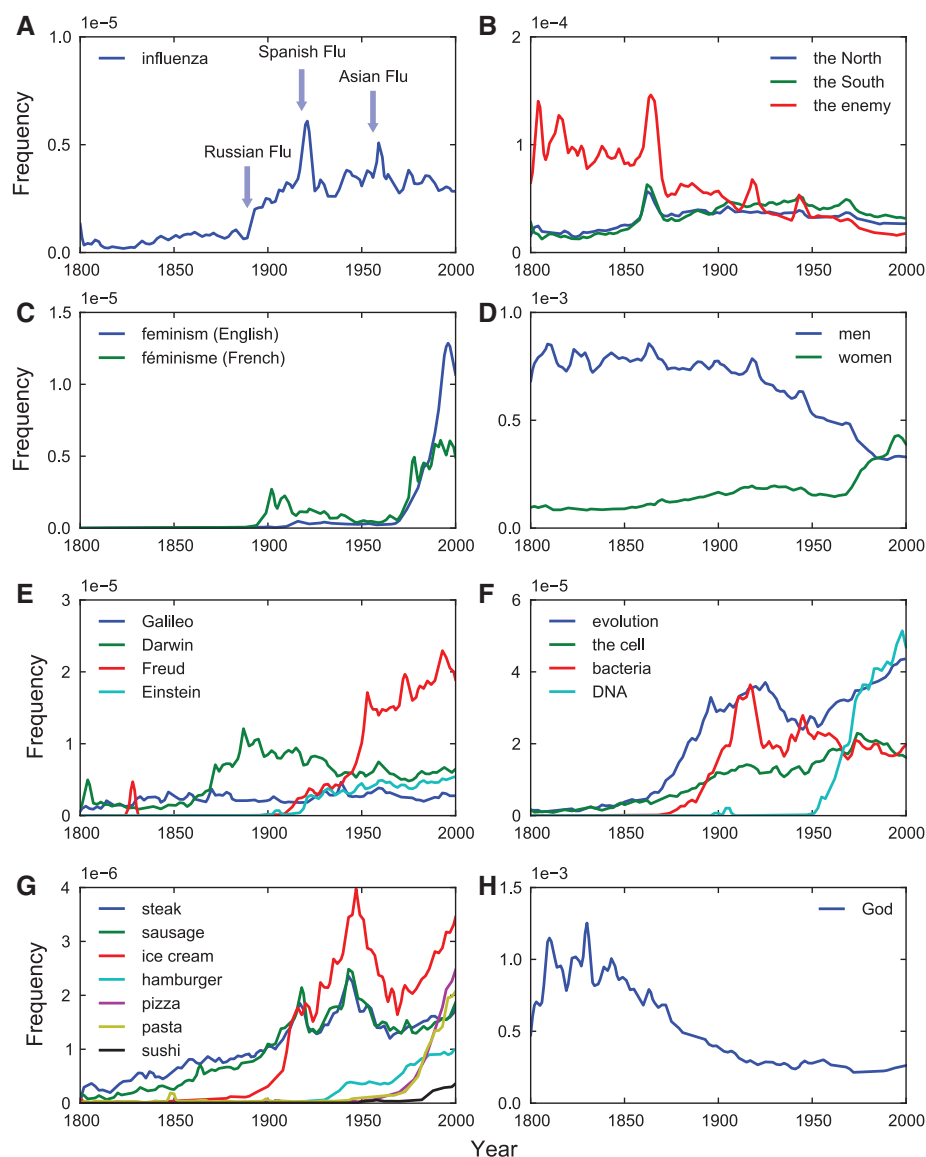 A
1e−5
1.0
0.5
0.0
Frequency
influenza
Russian Flu
Spanish Flu
Asian Flu
1800 1850 1900 1950 2000
B
1e−4
2
1
0
the North
the South
the enemy
1800 1850 1900 1950 2000
C
1e−5
1.5
1.0
0.5
0.0
Frequency
feminism (English)
féminisme (French)
1800 1850 1900 1950 2000
D
1e−3
1.0
0.5
0.0
men
women
1800 1850 1900 1950 2000
E
1e−5
3
2
1
0
Frequency
Galileo
Darwin
Freud
Einstein
1800 1850 1900 1950 2000
F
1e−5
6
4
2
0
evolution
the cell
bacteria
DNA
1800 1850 1900 1950 2000
G
1e−6
4
3
2
1
0
Frequency
steak
sausage
ice cream
hamburger
pizza
pasta
sushi
1800 1850 1900 1950 2000
H
1e−3
1.5
1.0
0.5
0.0
God
1800 1850 1900 1950 2000
Year